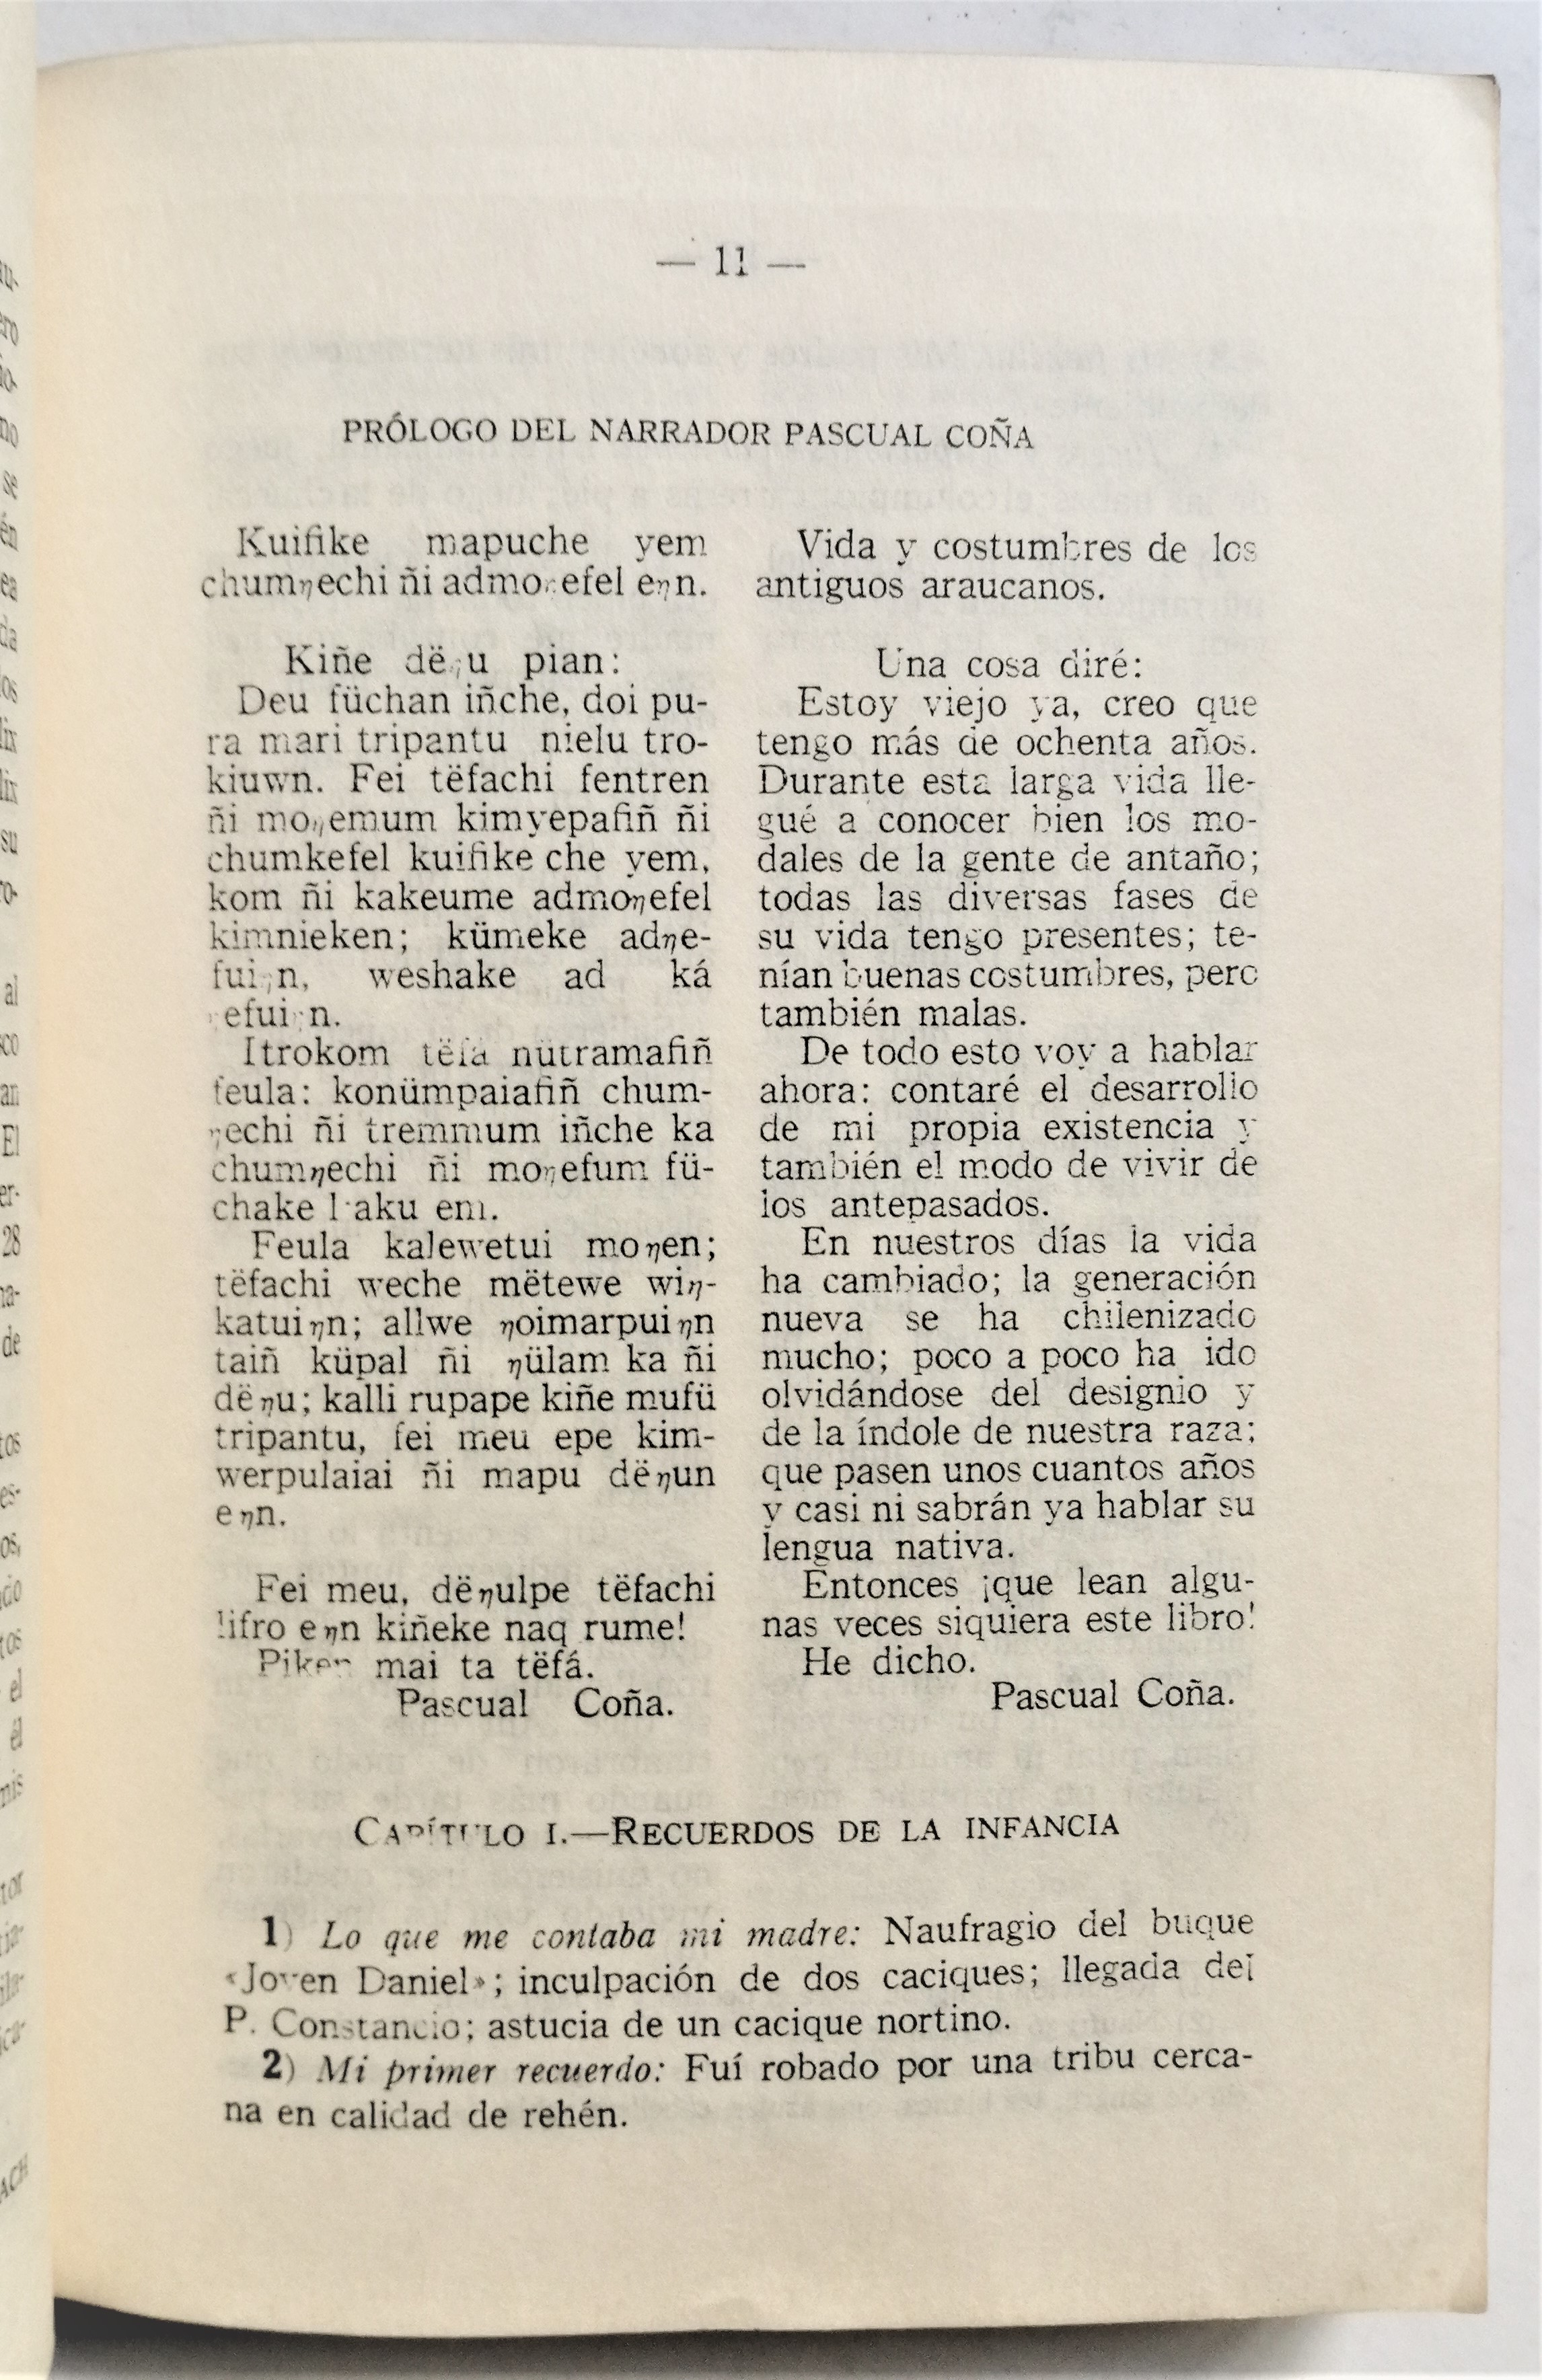 — 11 —
PRÓLOGO DEL NARRADOR PASCUAL COÑA
Kuifike mapuche yem
chumŋechi ñi admoŋefel eŋn.
Kiñe dëŋu pian:
Deu füchan iñche, doi pu-
ra mari tripantu nielu tro-
kiuwn. Fei tëfachi fentren
ñi moŋemum kimyepafiñ ñi
chumkefel kuifike che yem,
kom ñi kakeume admoŋefel
kimnieken; kümeke adŋe-
fuiŋn, weshake ad ká
ŋefuiŋn.
Itrokom tëfa nütramafiñ
feula: konümpaiafiñ chum-
ŋechi ñi tremmum iñche ka
chumŋechi ñi moŋefum fü-
chake laku em.
Feula kalewetui moŋen;
tëfachi weche mëtewe wiŋ-
katuiŋn; allwe ŋoimarpuiŋn
taiñ küpal ñi ŋülam ka ñi
dëŋu; kalli rupape kiñe mufü
tripantu, fei meu epe kim-
werpulaiai ñi mapu dëŋun
eŋn.
Fei meu, dëŋulpe tëfachi
lifro eŋn kiñeke naq rume!
Piken mai ta tëfá.
Pascual Coña.
Vida y costumbres de los
antiguos araucanos.
Una cosa diré:
Estoy viejo ya, creo que
tengo más de ochenta años.
Durante esta larga vida lle-
gué a conocer bien los mo-
dales de la gente de antaño;
todas las diversas fases de
su vida tengo presentes; te-
nían buenas costumbres, pero
también malas.
De todo esto voy a hablar
ahora: contaré el desarrollo
de mi propia existencia y
también el modo de vivir de
los antepasados.
En nuestros días la vida
ha cambiado; la generación
nueva se ha chilenizado
mucho; poco a poco ha ido
olvidándose del designio y
de la índole de nuestra raza;
que pasen unos cuantos años
y casi ni sabrán ya hablar su
lengua nativa.
Entonces ¡que lean algu-
nas veces siquiera este libro!
He dicho.
Pascual Coña.
CAPÍTULO I.—RECUERDOS DE LA INFANCIA
1) Lo que me contaba mi madre: Naufragio del buque
«Joven Daniel»; inculpación de dos caciques; llegada del
P. Constancio; astucia de un cacique nortino.
2) Mi primer recuerdo: Fuí robado por una tribu cerca-
na en calidad de rehén.